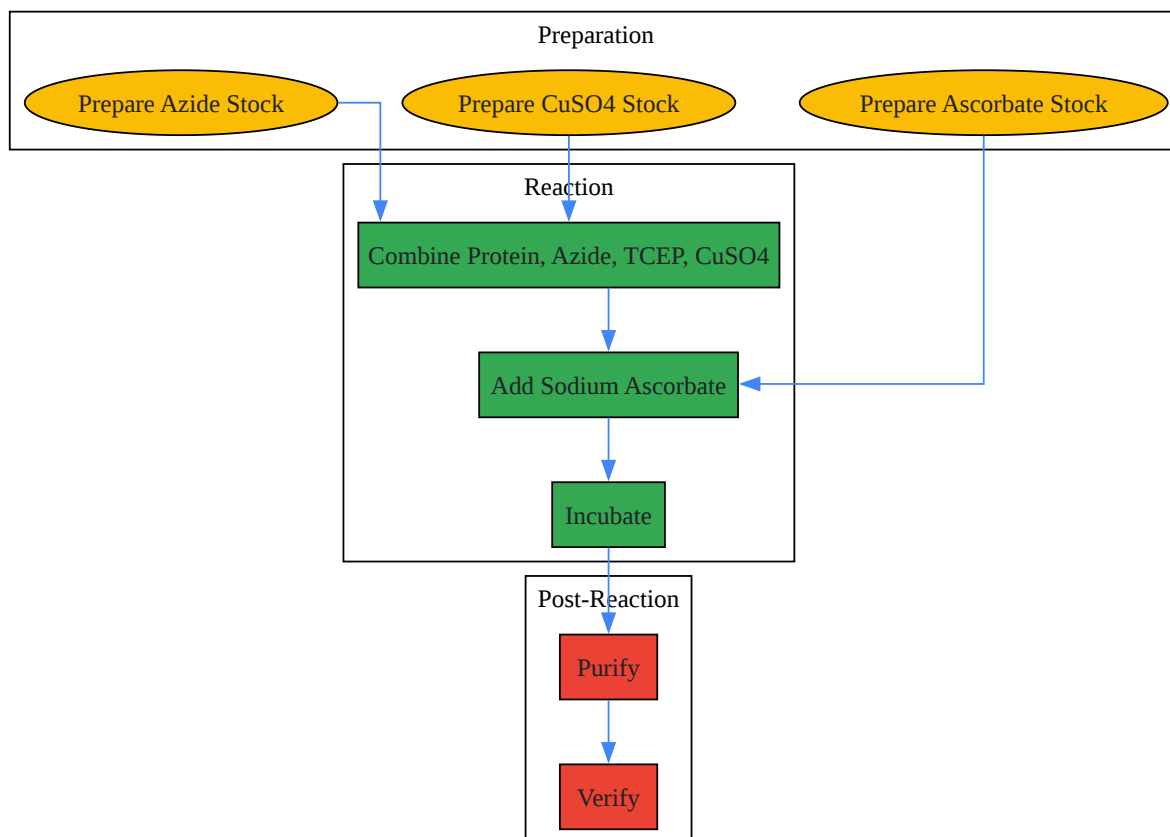 Preparation
Prepare Azide Stock
Prepare CuSO4 Stock
Prepare Ascorbate Stock
Reaction
Combine Protein, Azide, TCEP, CuSO4
Add Sodium Ascorbate
Incubate
Post-Reaction
Purify
Verify